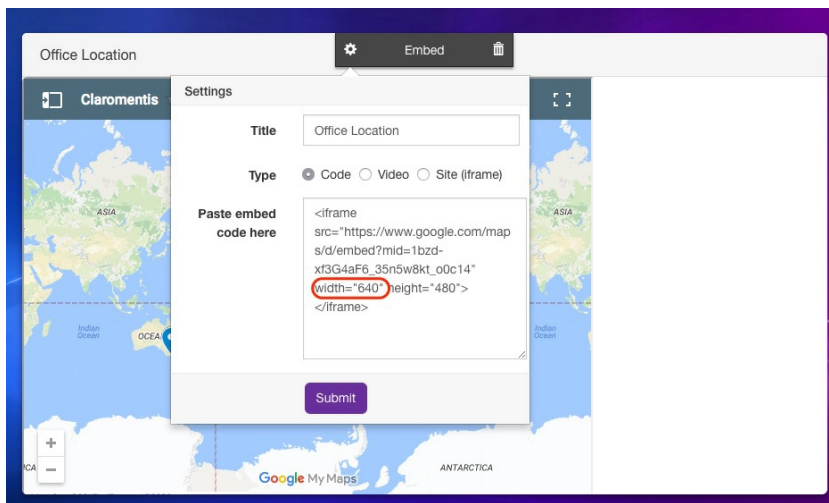 Office Location
Embed
Claromentis
Settings
Title
Office Location
Type
Code
Video
Site (iframe)
Paste embed
code here
<iframe
src="https://www.google.com/map
s/d/embed?mid=1bzd-
xf3G4aF6_35n5w8kt_o0c14"
width="640" height="480">
</iframe>
Submit
ASIA
ASIA
Indian
Ocean
OCEA
Indian
Ocean
+
−
ICA
Google My Maps
ANTARCTICA